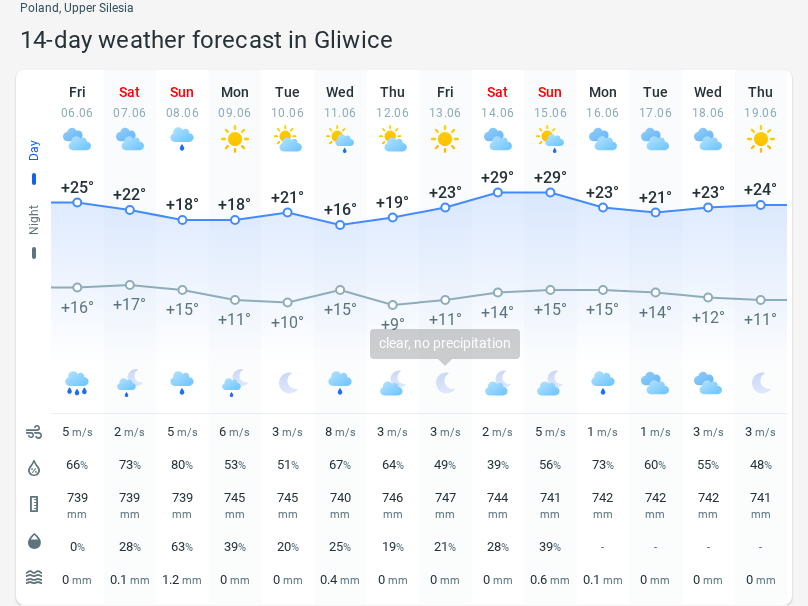 Poland, Upper Silesia
14-day weather forecast in Gliwice
Fri Sat Sun Mon Tue Wed Thu Fri Sat Sun Mon Tue Wed Thu
06.06 07.06 08.06 09.06 10.06 11.06 12.06 13.06 14.06 15.06 16.06 17.06 18.06 19.06
Day
+25° +22° +18° +18° +21° +16° +19° +23° +29° +29° +23° +21° +23° +24°
Night
+16° +17° +15° +11° +10° +15° +9° +11° +14° +15° +15° +14° +12° +11°
clear, no precipitation
5 m/s 2 m/s 5 m/s 6 m/s 3 m/s 8 m/s 3 m/s 3 m/s 2 m/s 5 m/s 1 m/s 1 m/s 3 m/s 3 m/s
66% 73% 80% 53% 51% 67% 64% 49% 39% 56% 73% 60% 55% 48%
739 739 739 745 745 740 746 747 744 741 742 742 742 741
mm mm mm mm mm mm mm mm mm mm mm mm mm mm
0% 28% 63% 39% 20% 25% 19% 21% 28% 39% - - - -
0 mm 0.1 mm 1.2 mm 0 mm 0 mm 0.4 mm 0 mm 0 mm 0 mm 0.6 mm 0.1 mm 0 mm 0 mm 0 mm